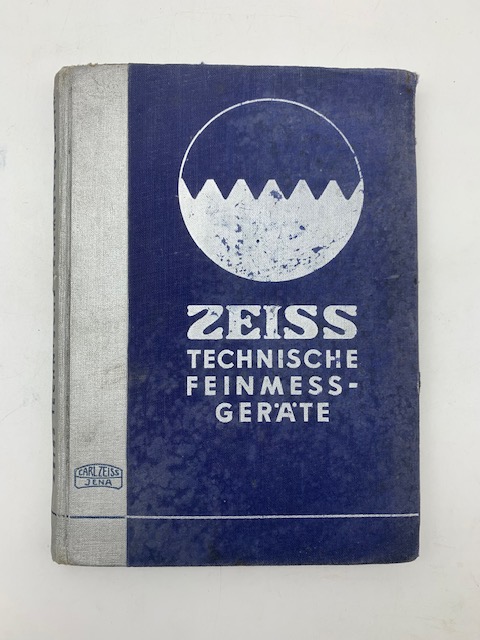 ZEISS
TECHNISCHE
FEINMESS-
GERÄTE
CARL ZEISS
JENA